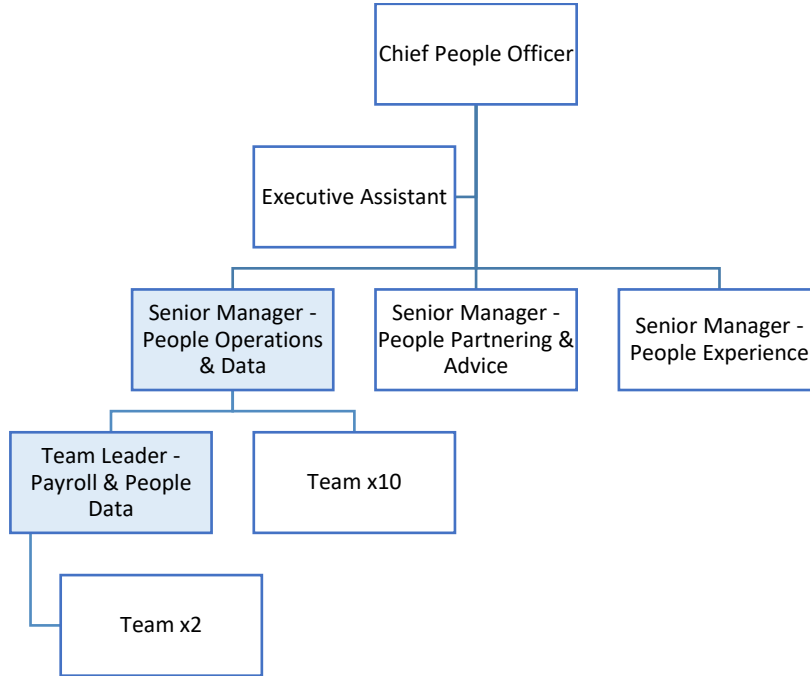 Chief People Officer
Executive Assistant
Senior Manager -
People Operations
& Data
Senior Manager -
People Partnering &
Advice
Senior Manager -
People Experience
Team Leader -
Payroll & People
Data
Team x10
Team x2